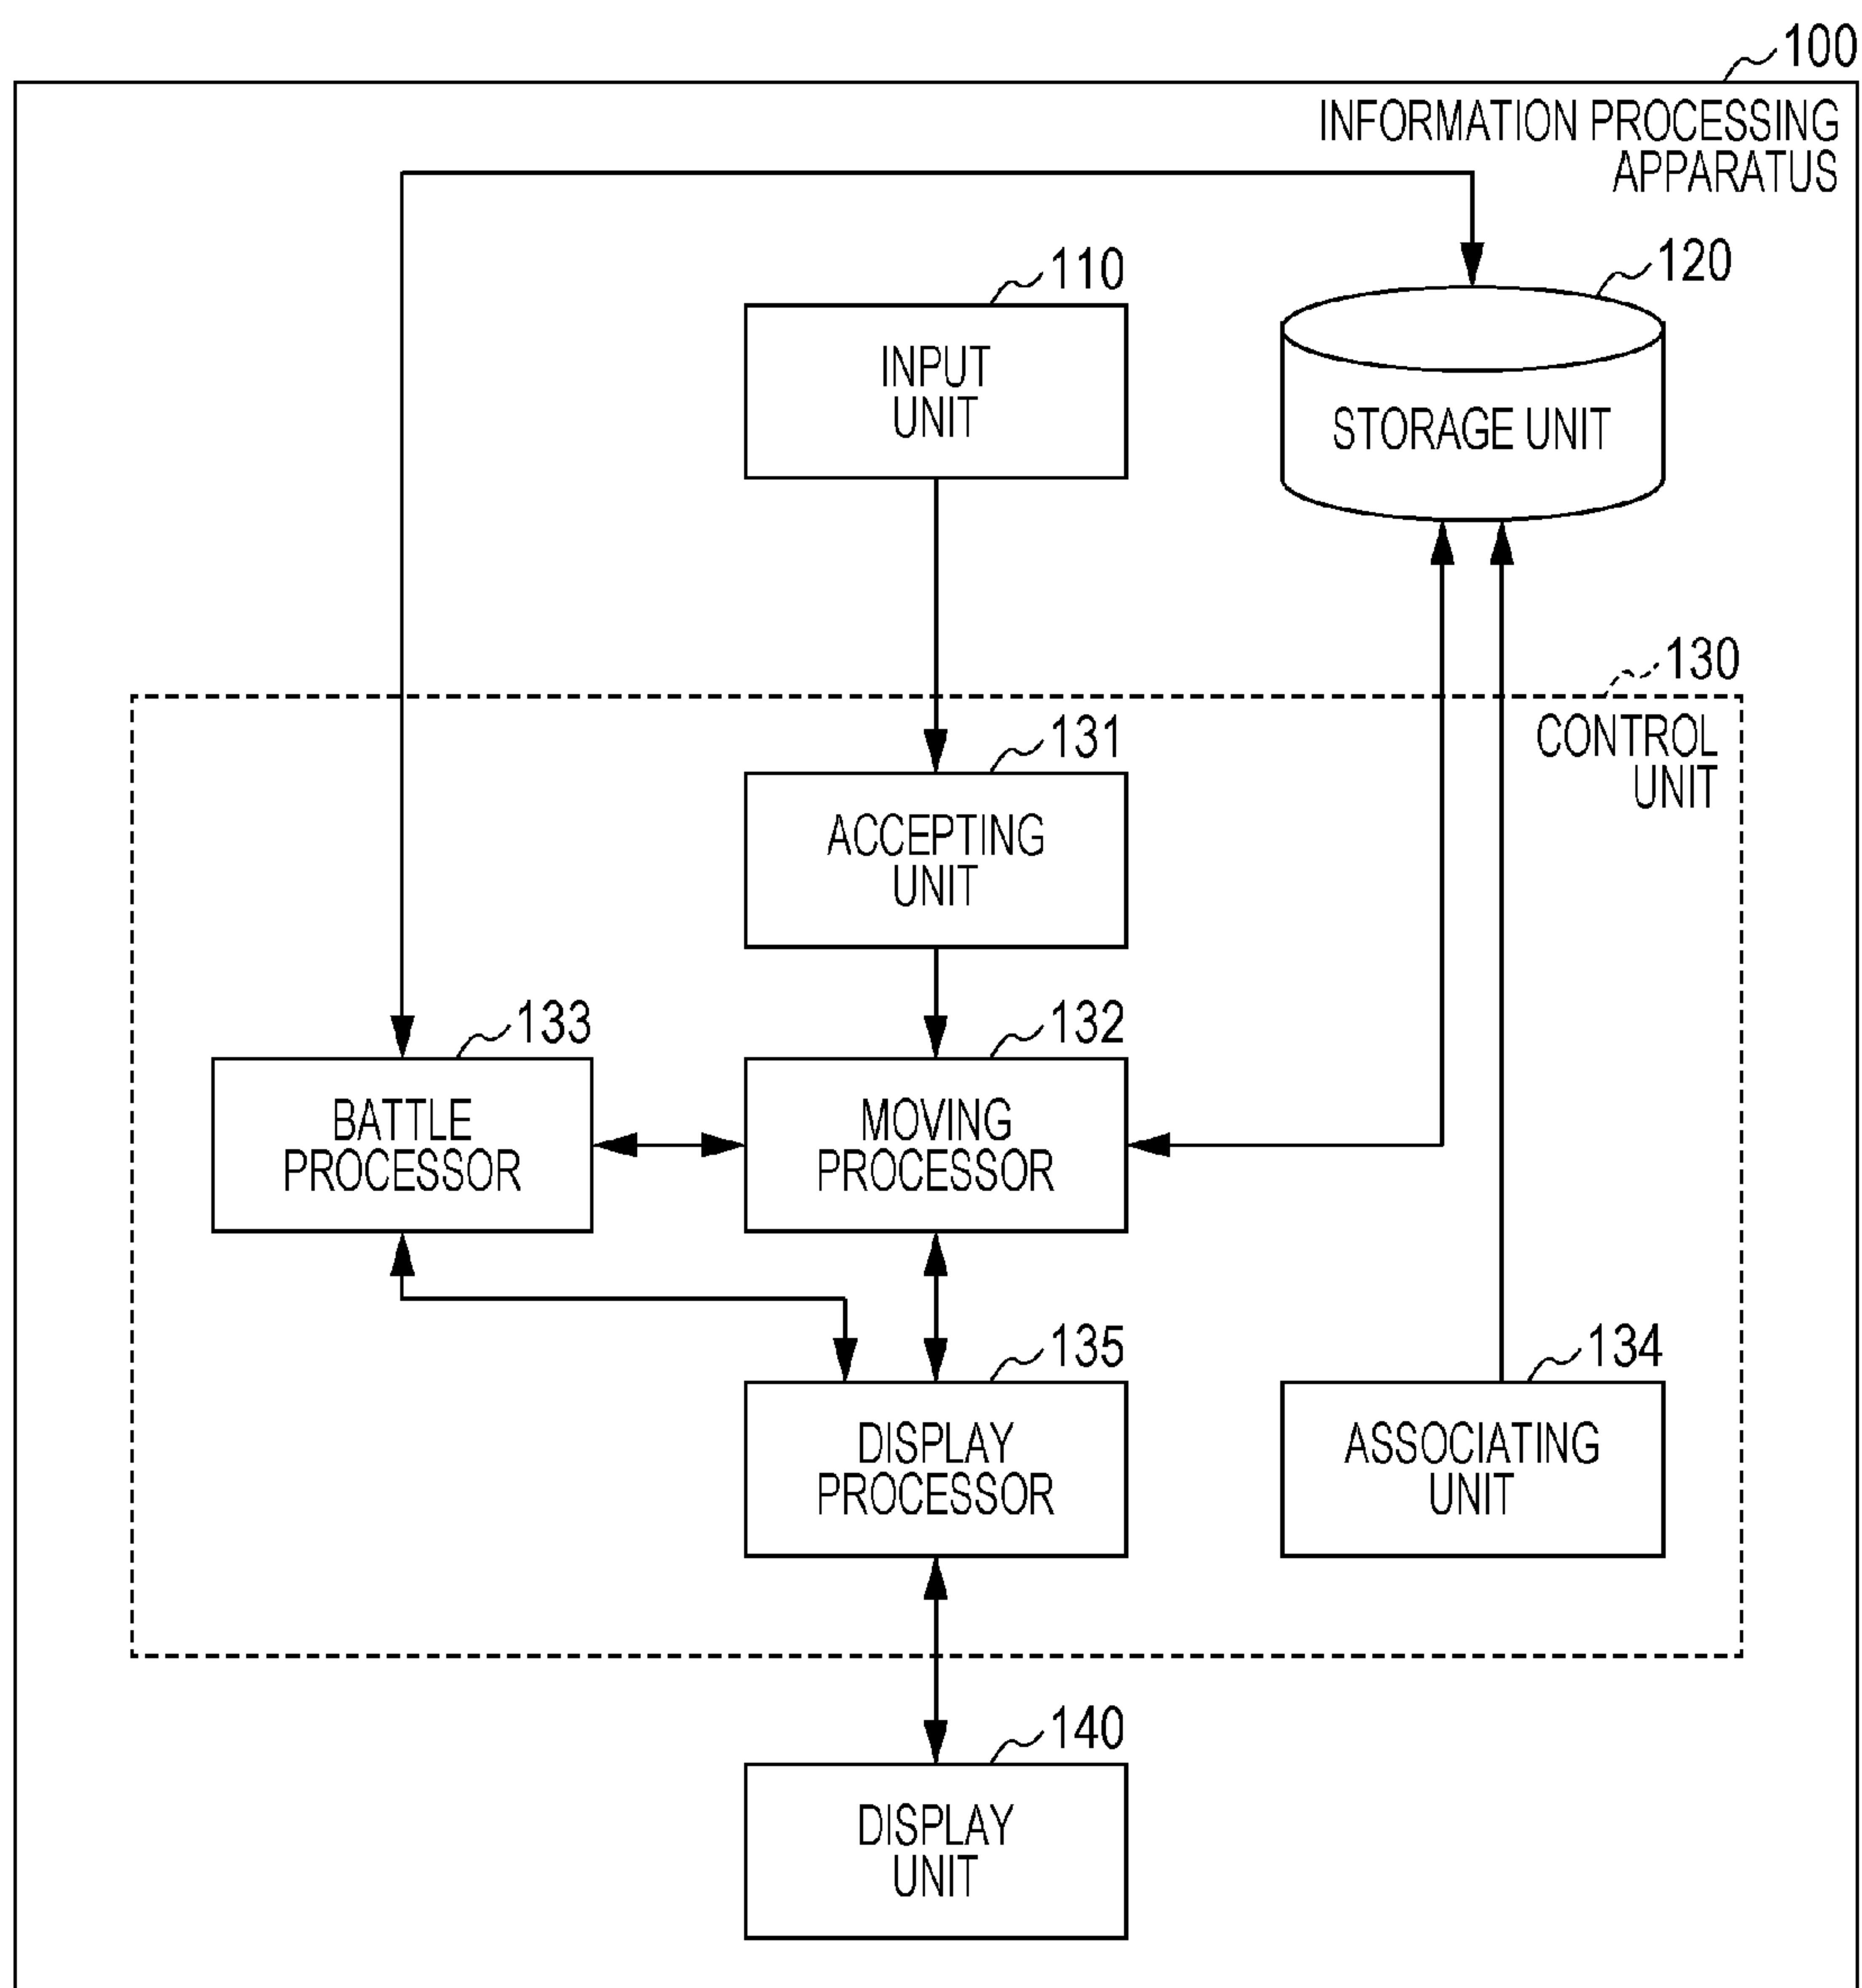 100
INFORMATION PROCESSING
APPARATUS
110
INPUT
UNIT
120
STORAGE UNIT
130
CONTROL
UNIT
131
ACCEPTING
UNIT
133
BATTLE
PROCESSOR
132
MOVING
PROCESSOR
135
DISPLAY
PROCESSOR
134
ASSOCIATING
UNIT
140
DISPLAY
UNIT